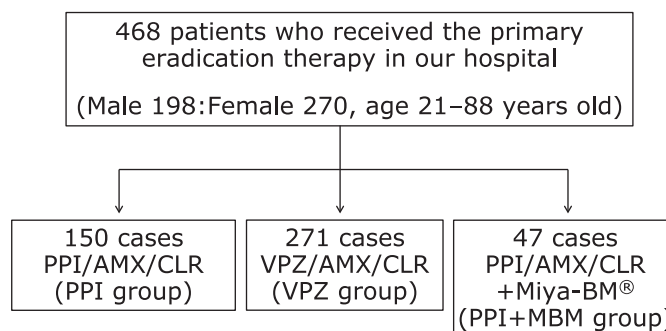 468 patients who received the primary
eradication therapy in our hospital
(Male 198:Female 270, age 21–88 years old)
150 cases
PPI/AMX/CLR
(PPI group)
271 cases
VPZ/AMX/CLR
(VPZ group)
47 cases
PPI/AMX/CLR
+Miya-BM®
(PPI+MBM group)